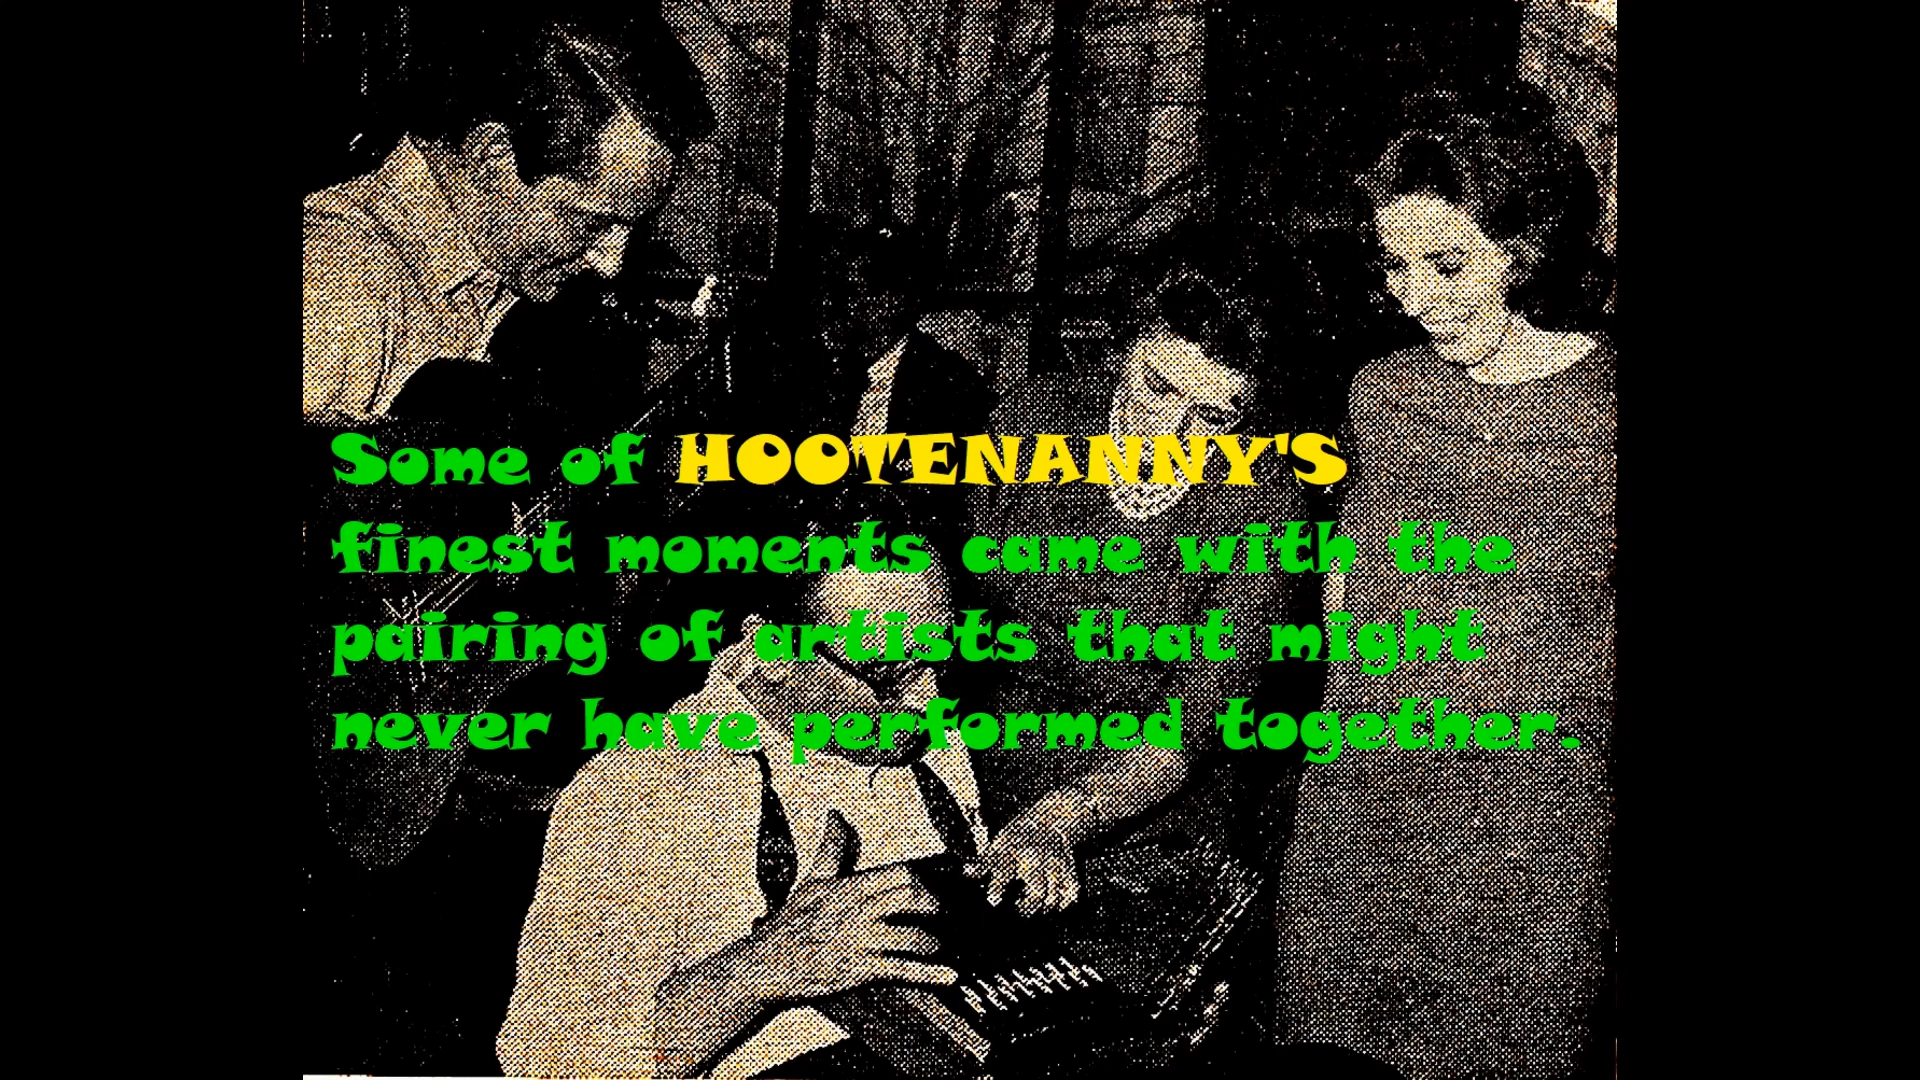 Some of HOOTENANNY'S
finest moments came with the
pairing of artists that might
never have performed together.